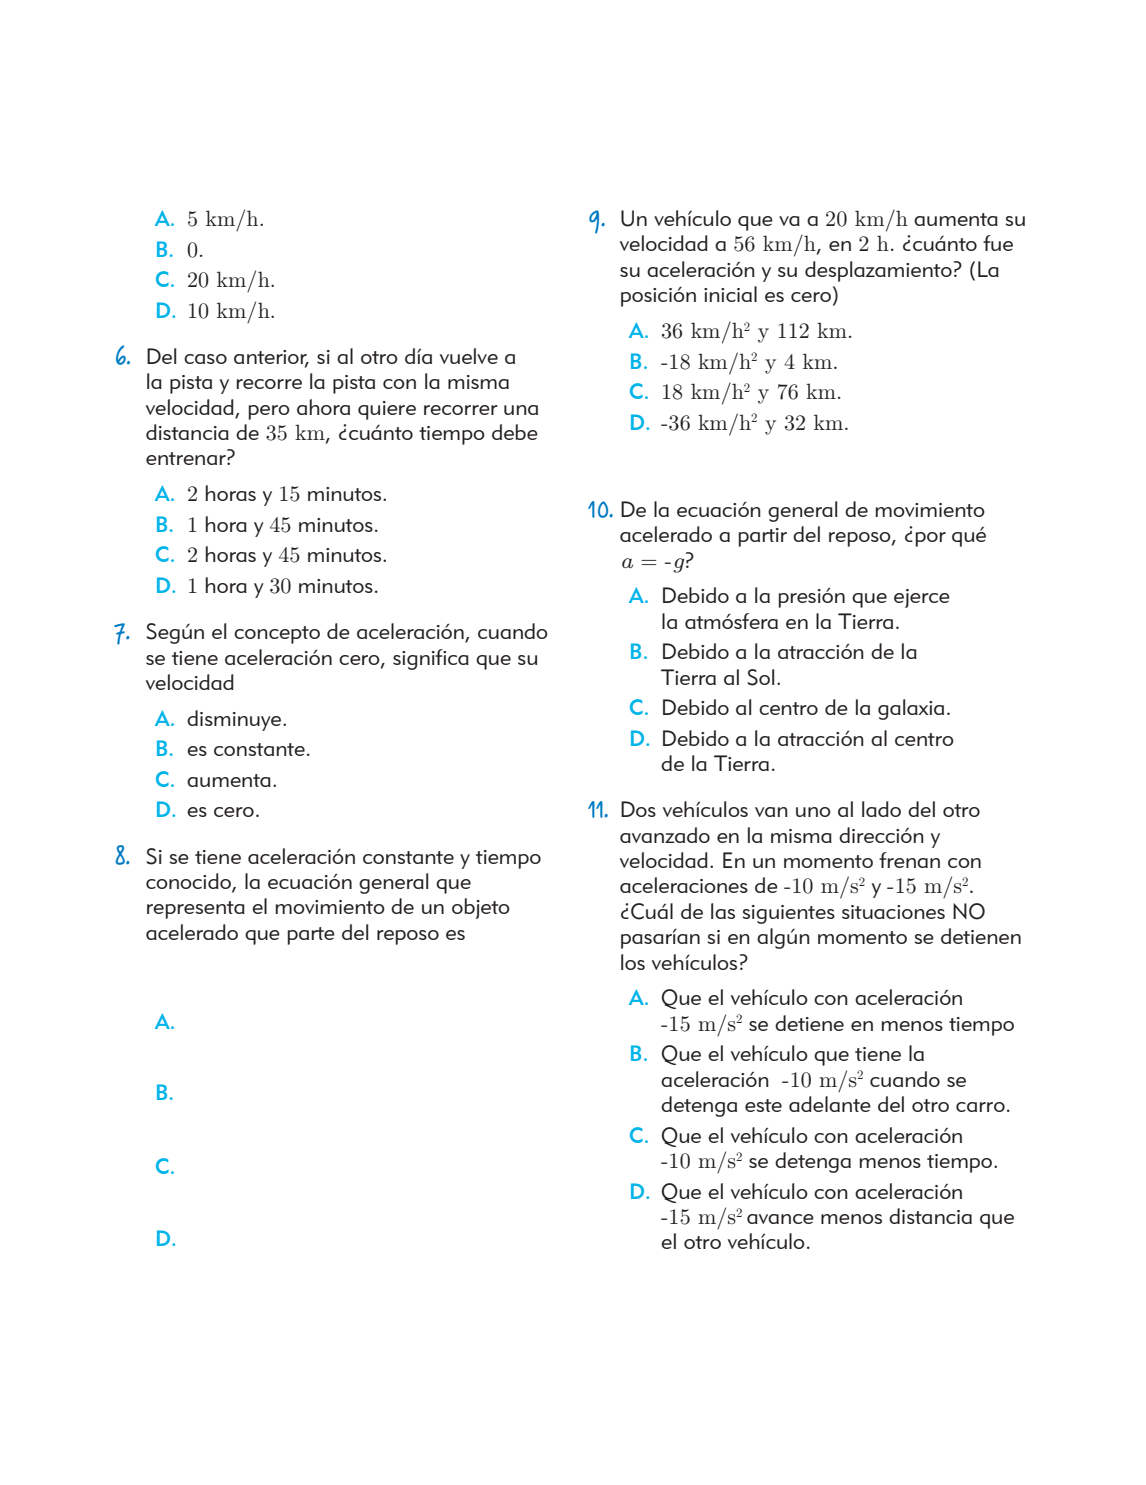 A. 5 km/h.
B. 0.
C. 20 km/h.
D. 10 km/h.
6. Del caso anterior, si al otro día vuelve a
la pista y recorre la pista con la misma
velocidad, pero ahora quiere recorrer una
distancia de 35 km, ¿cuánto tiempo debe
entrenar?
A. 2 horas y 15 minutos.
B. 1 hora y 45 minutos.
C. 2 horas y 45 minutos.
D. 1 hora y 30 minutos.
7. Según el concepto de aceleración, cuando
se tiene aceleración cero, significa que su
velocidad
A. disminuye.
B. es constante.
C. aumenta.
D. es cero.
8. Si se tiene aceleración constante y tiempo
conocido, la ecuación general que
representa el movimiento de un objeto
acelerado que parte del reposo es
A.
B.
C.
D.
9. Un vehículo que va a 20 km/h aumenta su
velocidad a 56 km/h, en 2 h. ¿cuánto fue
su aceleración y su desplazamiento? (La
posición inicial es cero)
A. 36 km/h² y 112 km.
B. -18 km/h² y 4 km.
C. 18 km/h² y 76 km.
D. -36 km/h² y 32 km.
10. De la ecuación general de movimiento
acelerado a partir del reposo, ¿por qué
a = -g?
A. Debido a la presión que ejerce
la atmósfera en la Tierra.
B. Debido a la atracción de la
Tierra al Sol.
C. Debido al centro de la galaxia.
D. Debido a la atracción al centro
de la Tierra.
11. Dos vehículos van uno al lado del otro
avanzado en la misma dirección y
velocidad. En un momento frenan con
aceleraciones de -10 m/s² y -15 m/s².
¿Cuál de las siguientes situaciones NO
pasarían si en algún momento se detienen
los vehículos?
A. Que el vehículo con aceleración
-15 m/s² se detiene en menos tiempo
B. Que el vehículo que tiene la
aceleración -10 m/s² cuando se
detenga este adelante del otro carro.
C. Que el vehículo con aceleración
-10 m/s² se detenga menos tiempo.
D. Que el vehículo con aceleración
-15 m/s² avance menos distancia que
el otro vehículo.